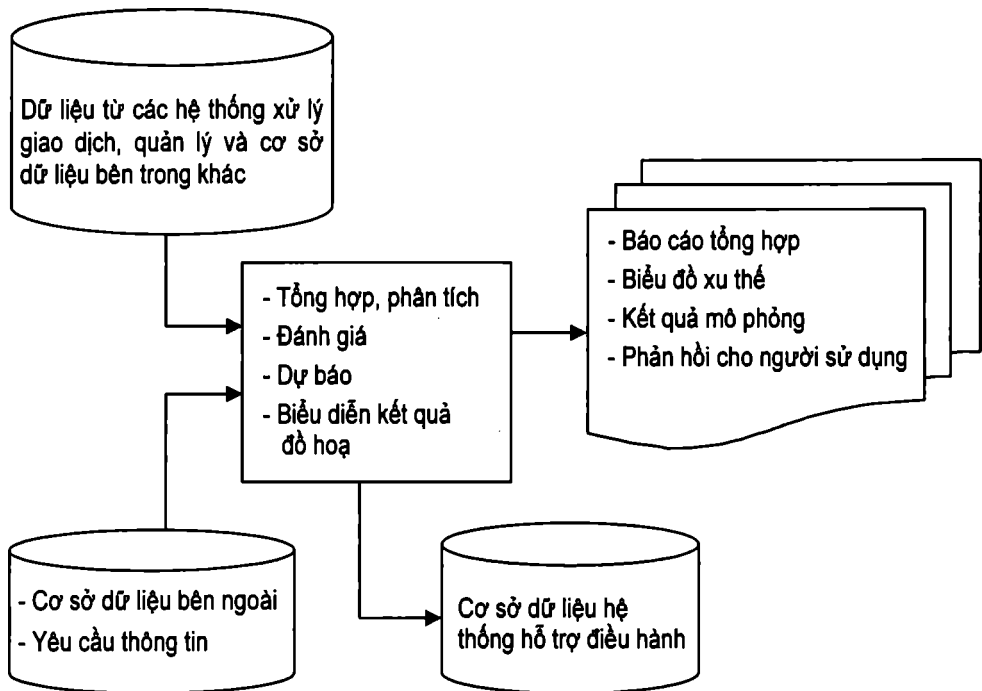 Dữ liệu từ các hệ thống xử lý
giao dịch, quản lý và cơ sở
dữ liệu bên trong khác
- Tổng hợp, phân tích
- Đánh giá
- Dự báo
- Biểu diễn kết quả
đồ hoạ
- Báo cáo tổng hợp
- Biểu đồ xu thế
- Kết quả mô phỏng
- Phản hồi cho người sử dụng
- Cơ sở dữ liệu bên ngoài
- Yêu cầu thông tin
Cơ sở dữ liệu hệ
thống hỗ trợ điều hành